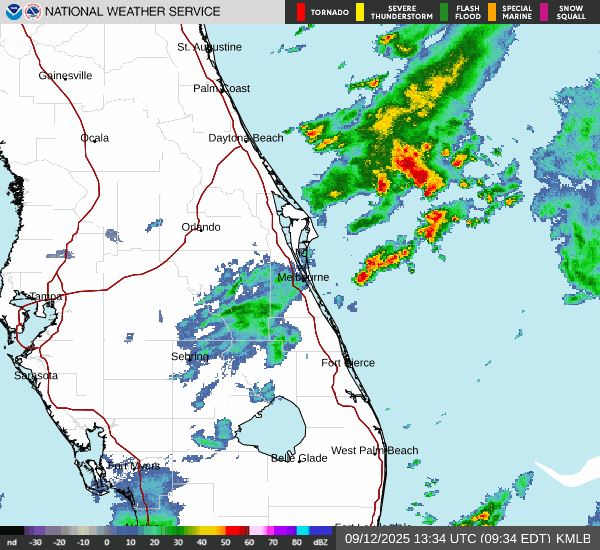 NATIONAL WEATHER SERVICE
TORNADO
SEVERE THUNDERSTORM
FLASH FLOOD
SPECIAL MARINE
SNOW SQUALL
St. Augustine
Gainesville
Palm Coast
Ocala
Daytona Beach
Orlando
Melbourne
Tampa
Sebring
Fort Pierce
Sarasota
West Palm Beach
Belle Glade
Fort Myers
nd -30 -20 -10 0 10 20 30 40 50 60 70 80 dBZ
09/12/2025 13:34 UTC (09:34 EDT) KMLB